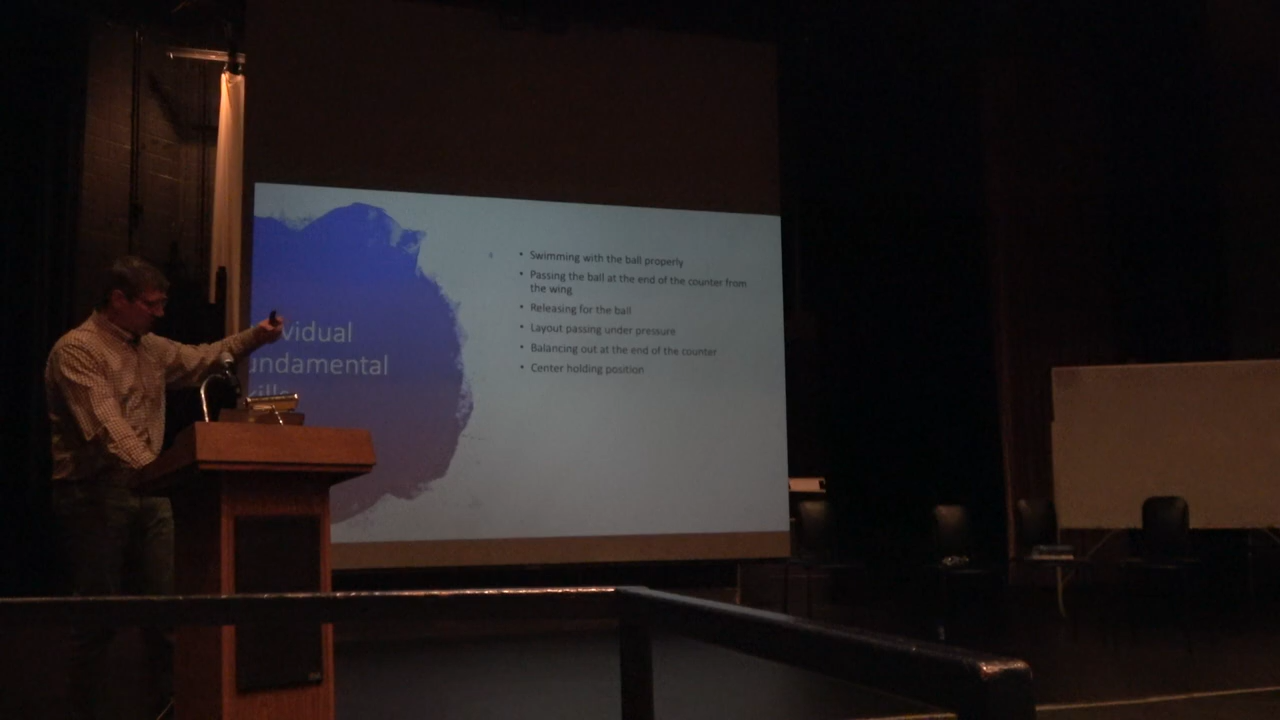 vidual
undamental
• Swimming with the ball properly
• Passing the ball at the end of the counter from
the wing
• Releasing for the ball
• Layout passing under pressure
• Balancing out at the end of the counter
• Center holding position